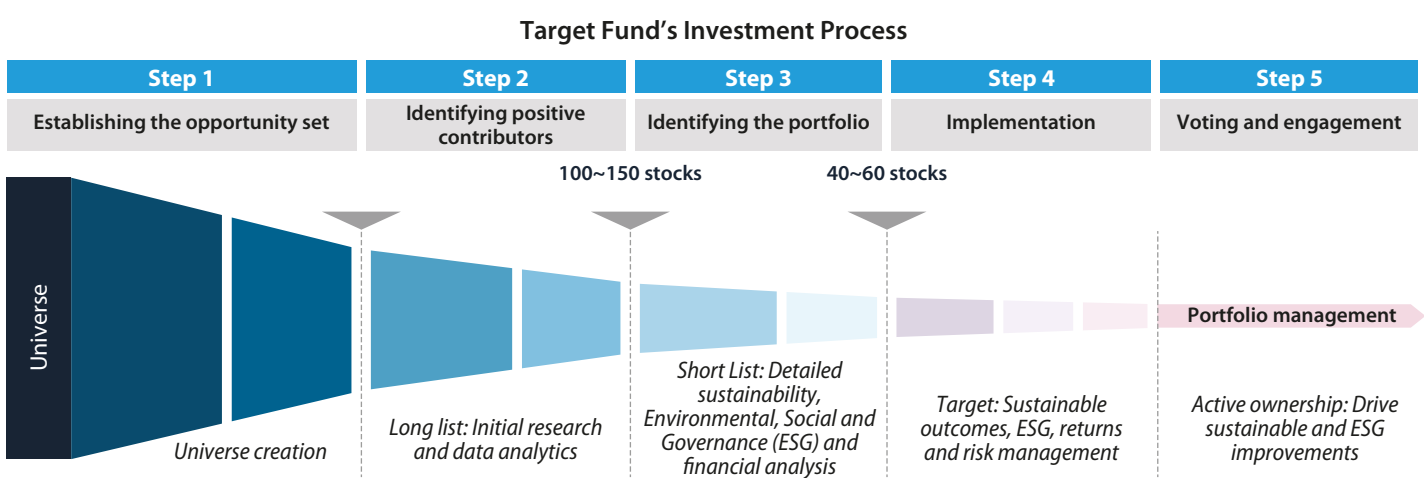 Target Fund's Investment Process
Step 1
Step 2
Step 3
Step 4
Step 5
Establishing the opportunity set
Identifying positive
contributors
Identifying the portfolio
Implementation
Voting and engagement
100~150 stocks
40~60 stocks
Universe
Portfolio management
Universe creation
Long list: Initial research
and data analytics
Short List: Detailed
sustainability,
Environmental, Social and
Governance (ESG) and
financial analysis
Target: Sustainable
outcomes, ESG, returns
and risk management
Active ownership: Drive
sustainable and ESG
improvements